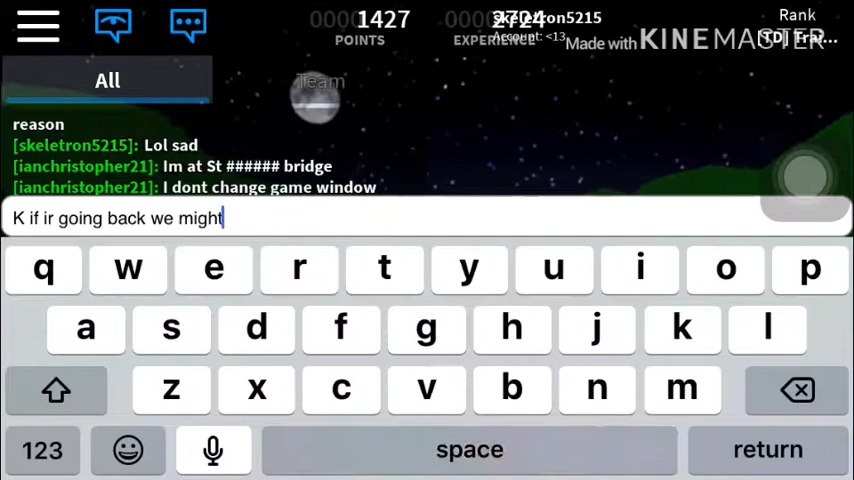 1427
POINTS
2724
EXPERIENCE
skeletron5215
Account: <13
Made with KINEMASTER
Rank
All
Team
reason
[skeletron5215]: Lol sad
[ianchristopher21]: Im at St ###### bridge
[ianchristopher21]: I dont change game window
K if ir going back we might
q w e r t y u i o p
a s d f g h j k l
z x c v b n m
123 space return